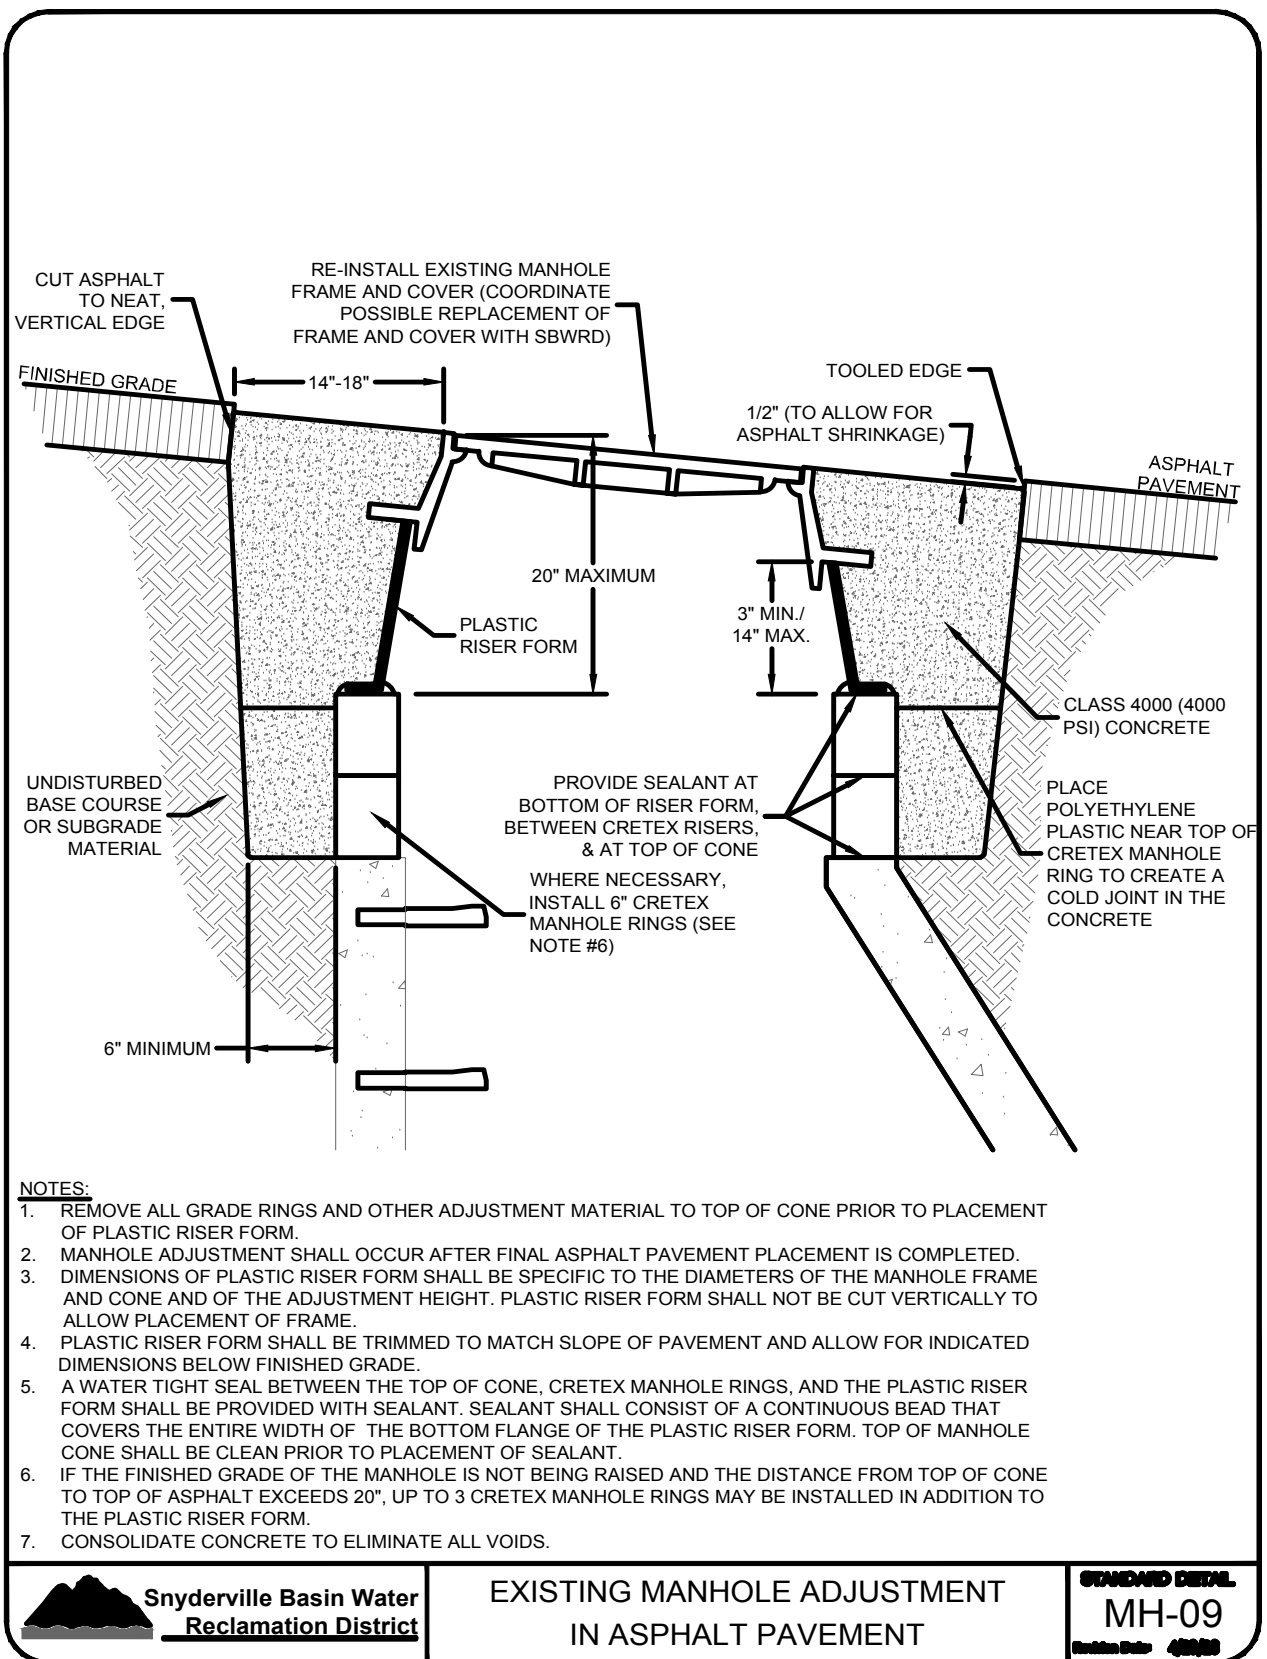 CUT ASPHALT
TO NEAT,
VERTICAL EDGE
RE-INSTALL EXISTING MANHOLE
FRAME AND COVER (COORDINATE
POSSIBLE REPLACEMENT OF
FRAME AND COVER WITH SBWRD)
FINISHED GRADE
14"-18"
TOOLED EDGE
1/2" (TO ALLOW FOR
ASPHALT SHRINKAGE)
ASPHALT
PAVEMENT
20" MAXIMUM
3" MIN./
14" MAX.
PLASTIC
RISER FORM
CLASS 4000 (4000
PSI) CONCRETE
UNDISTURBED
BASE COURSE
OR SUBGRADE
MATERIAL
PROVIDE SEALANT AT
BOTTOM OF RISER FORM,
BETWEEN CRETEX RISERS,
& AT TOP OF CONE
PLACE
POLYETHYLENE
PLASTIC NEAR TOP OF
CRETEX MANHOLE
RING TO CREATE A
COLD JOINT IN THE
CONCRETE
WHERE NECESSARY,
INSTALL 6" CRETEX
MANHOLE RINGS (SEE
NOTE #6)
6" MINIMUM
NOTES:
1. REMOVE ALL GRADE RINGS AND OTHER ADJUSTMENT MATERIAL TO TOP OF CONE PRIOR TO PLACEMENT
OF PLASTIC RISER FORM.
2. MANHOLE ADJUSTMENT SHALL OCCUR AFTER FINAL ASPHALT PAVEMENT PLACEMENT IS COMPLETED.
3. DIMENSIONS OF PLASTIC RISER FORM SHALL BE SPECIFIC TO THE DIAMETERS OF THE MANHOLE FRAME
AND CONE AND OF THE ADJUSTMENT HEIGHT. PLASTIC RISER FORM SHALL NOT BE CUT VERTICALLY TO
ALLOW PLACEMENT OF FRAME.
4. PLASTIC RISER FORM SHALL BE TRIMMED TO MATCH SLOPE OF PAVEMENT AND ALLOW FOR INDICATED
DIMENSIONS BELOW FINISHED GRADE.
5. A WATER TIGHT SEAL BETWEEN THE TOP OF CONE, CRETEX MANHOLE RINGS, AND THE PLASTIC RISER
FORM SHALL BE PROVIDED WITH SEALANT. SEALANT SHALL CONSIST OF A CONTINUOUS BEAD THAT
COVERS THE ENTIRE WIDTH OF THE BOTTOM FLANGE OF THE PLASTIC RISER FORM. TOP OF MANHOLE
CONE SHALL BE CLEAN PRIOR TO PLACEMENT OF SEALANT.
6. IF THE FINISHED GRADE OF THE MANHOLE IS NOT BEING RAISED AND THE DISTANCE FROM TOP OF CONE
TO TOP OF ASPHALT EXCEEDS 20", UP TO 3 CRETEX MANHOLE RINGS MAY BE INSTALLED IN ADDITION TO
THE PLASTIC RISER FORM.
7. CONSOLIDATE CONCRETE TO ELIMINATE ALL VOIDS.
Snyderville Basin Water
Reclamation District
EXISTING MANHOLE ADJUSTMENT
IN ASPHALT PAVEMENT
STANDARD DETAIL
MH-09
Revision Date